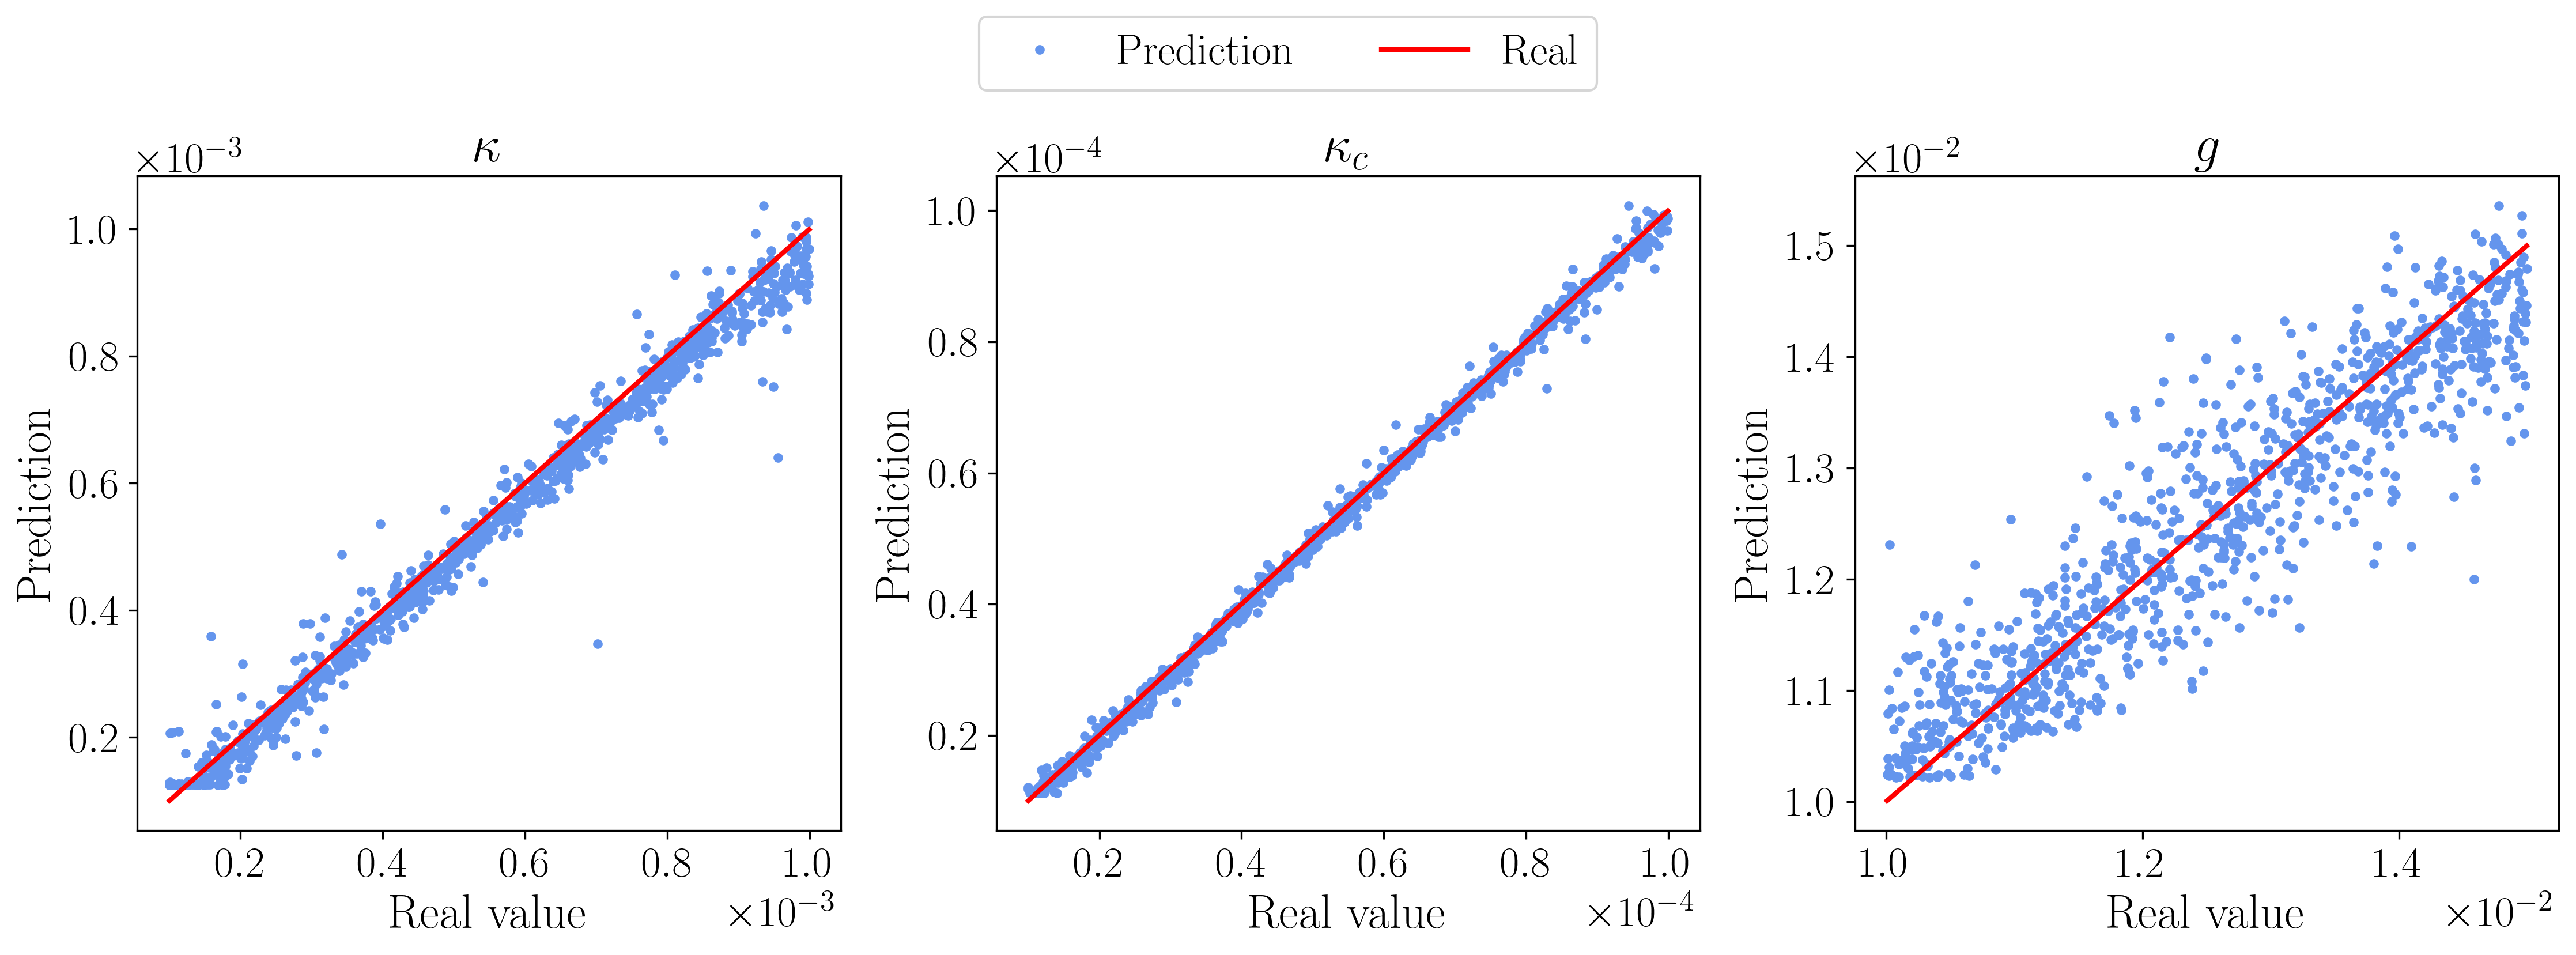 Prediction Real
κ
×10⁻³
1.0
0.8
0.6
0.4
0.2
Prediction
0.2 0.4 0.6 0.8 1.0
Real value ×10⁻³
κ_c
×10⁻⁴
1.0
0.8
0.6
0.4
0.2
Prediction
0.2 0.4 0.6 0.8 1.0
Real value ×10⁻⁴
g
×10⁻²
1.5
1.4
1.3
1.2
1.1
1.0
Prediction
1.0 1.2 1.4
Real value ×10⁻²